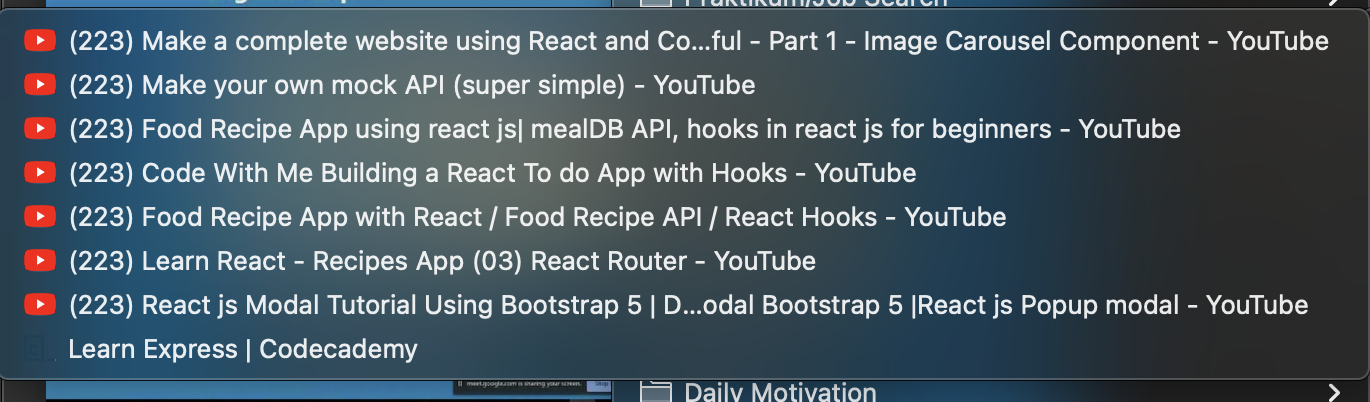 Praktikum/Job Search
(223) Make a complete website using React and Co...ful - Part 1 - Image Carousel Component - YouTube
(223) Make your own mock API (super simple) - YouTube
(223) Food Recipe App using react js| mealDB API, hooks in react js for beginners - YouTube
(223) Code With Me Building a React To do App with Hooks - YouTube
(223) Food Recipe App with React / Food Recipe API / React Hooks - YouTube
(223) Learn React - Recipes App (03) React Router - YouTube
(223) React js Modal Tutorial Using Bootstrap 5 | D...odal Bootstrap 5 |React js Popup modal - YouTube
Learn Express | Codecademy
meet.google.com is sharing your screen. Stop
Daily Motivation